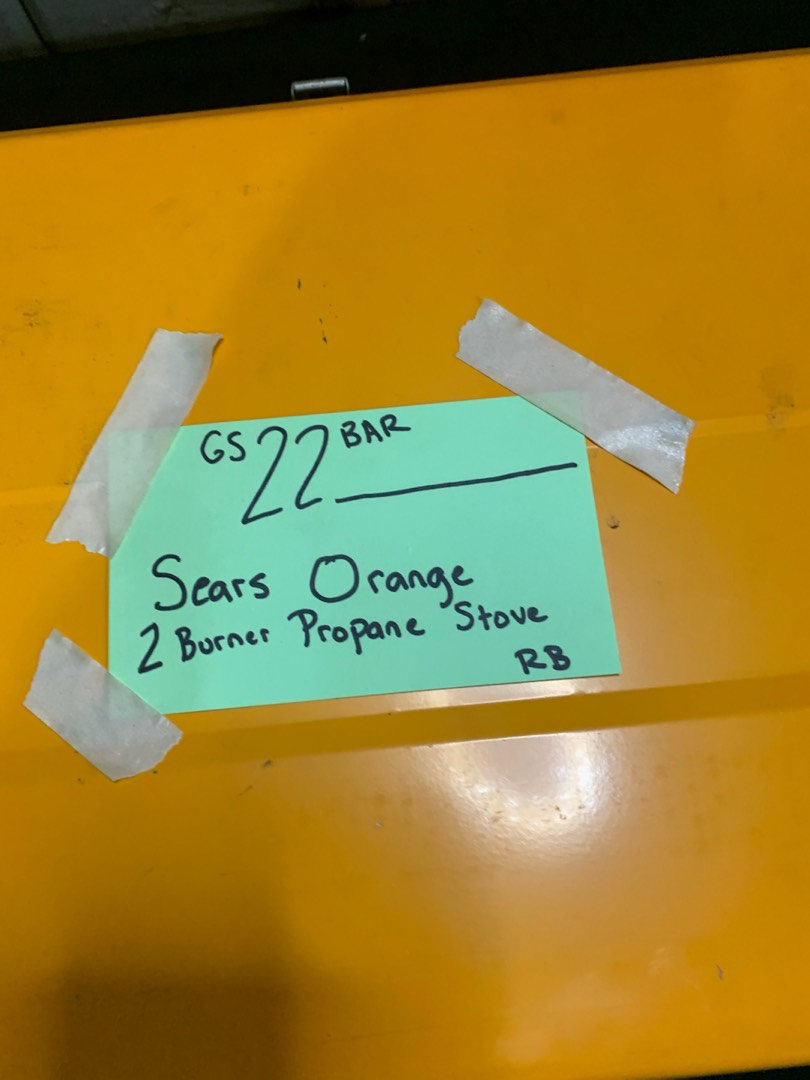 GS 22 BAR
Sears Orange
2 Burner Propane Stove
RB